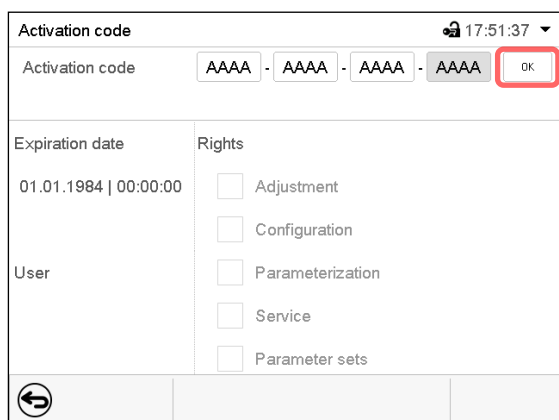 Activation code 17:51:37
Activation code AAAA - AAAA - AAAA - AAAA OK
Expiration date Rights
01.01.1984 | 00:00:00 Adjustment
Configuration
User Parameterization
Service
Parameter sets